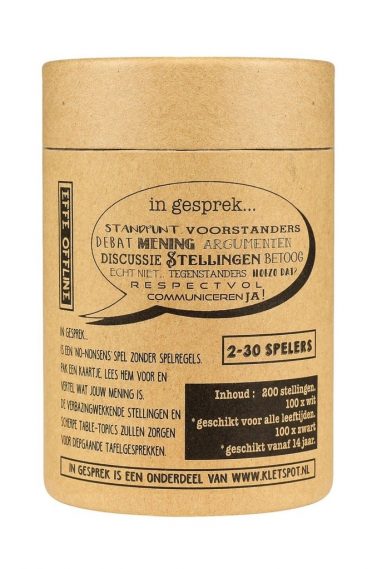 in gesprek...
STANDPUNT VOORSTANDERS
DEBAT MENING ARGUMENTEN
DISCUSSIE STELLINGEN BETOOG
ECHT NIET. TEGENSTANDERS HOEZO DAT?
RESPECTVOL
COMMUNICEREN JA!
EFFE OFFLINE
IN GESPREK..
IS EEN NO-NONSENS SPEL ZONDER SPELREGELS.
PAK EEN KAARTJE, LEES HEM VOOR EN
VERTEL WAT JOUW MENING IS.
DE VERBAZINGWEKKENDE STELLINGEN EN
SCHERPE TABLE-TOPICS ZULLEN ZORGEN
VOOR DIEPGAANDE TAFELGESPREKKEN.
2-30 SPELERS
Inhoud : 200 stellingen.
100 x wit
*geschikt voor alle leeftijden.
100 x zwart
*geschikt vanaf 14 jaar.
IN GESPREK IS EEN ONDERDEEL VAN WWW.KLETSPOT.NL